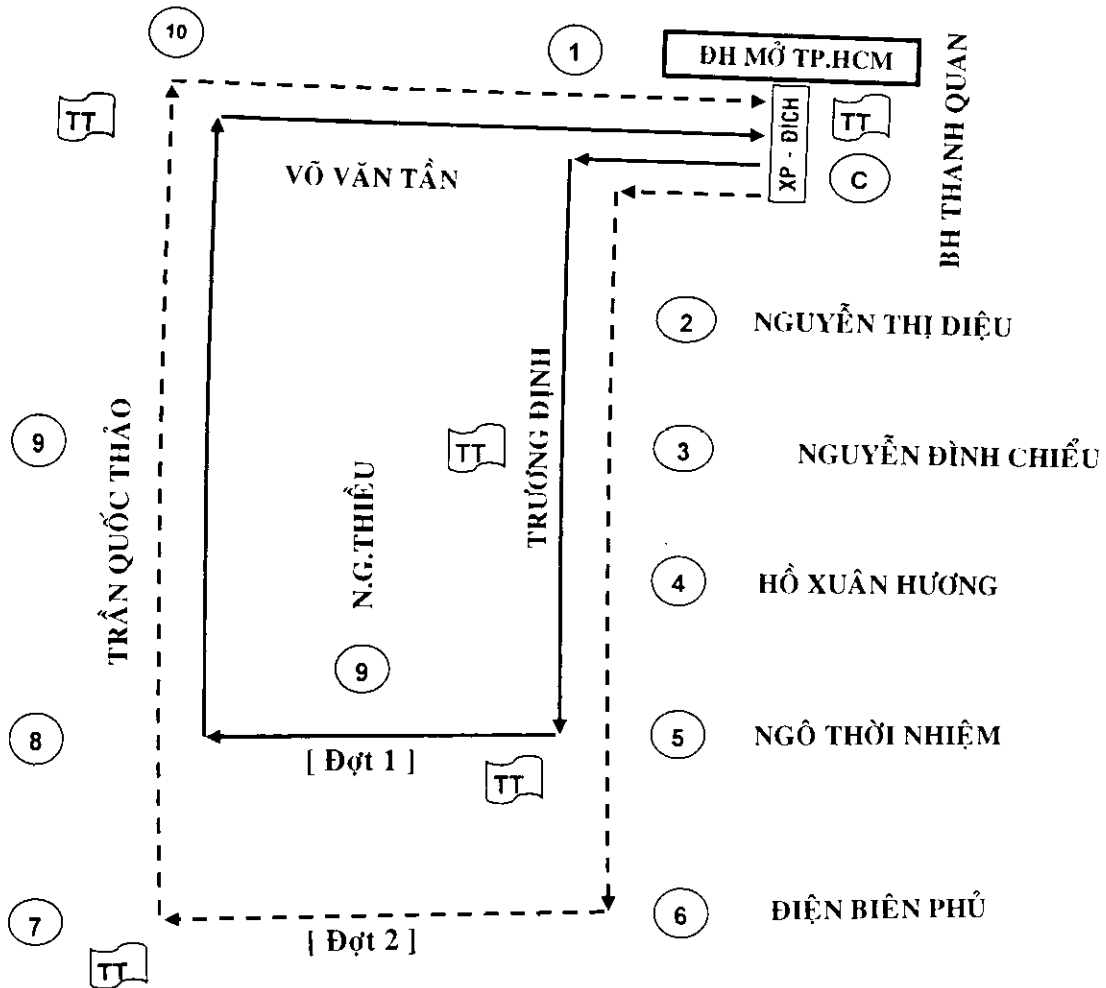 10
1
ĐH MỞ TP.HCM
TT
XP - ĐÍCH
TT
C
BH THANH QUAN
VÕ VĂN TẦN
2
NGUYỄN THỊ DIỆU
9
TRẦN QUỐC THẢO
N.G.THIỀU
TT
TRƯƠNG ĐỊNH
3
NGUYỄN ĐÌNH CHIỂU
4
HỒ XUÂN HƯƠNG
9
8
[ Đợt 1 ]
TT
5
NGÔ THỜI NHIỆM
7
TT
[ Đợt 2 ]
6
ĐIỆN BIÊN PHỦ